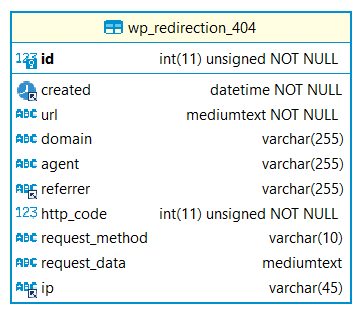 wp_redirection_404
123 id int(11) unsigned NOT NULL
created datetime NOT NULL
ABC url mediumtext NOT NULL
ABC domain varchar(255)
ABC agent varchar(255)
ABC referrer varchar(255)
123 http_code int(11) unsigned NOT NULL
ABC request_method varchar(10)
ABC request_data mediumtext
ABC ip varchar(45)